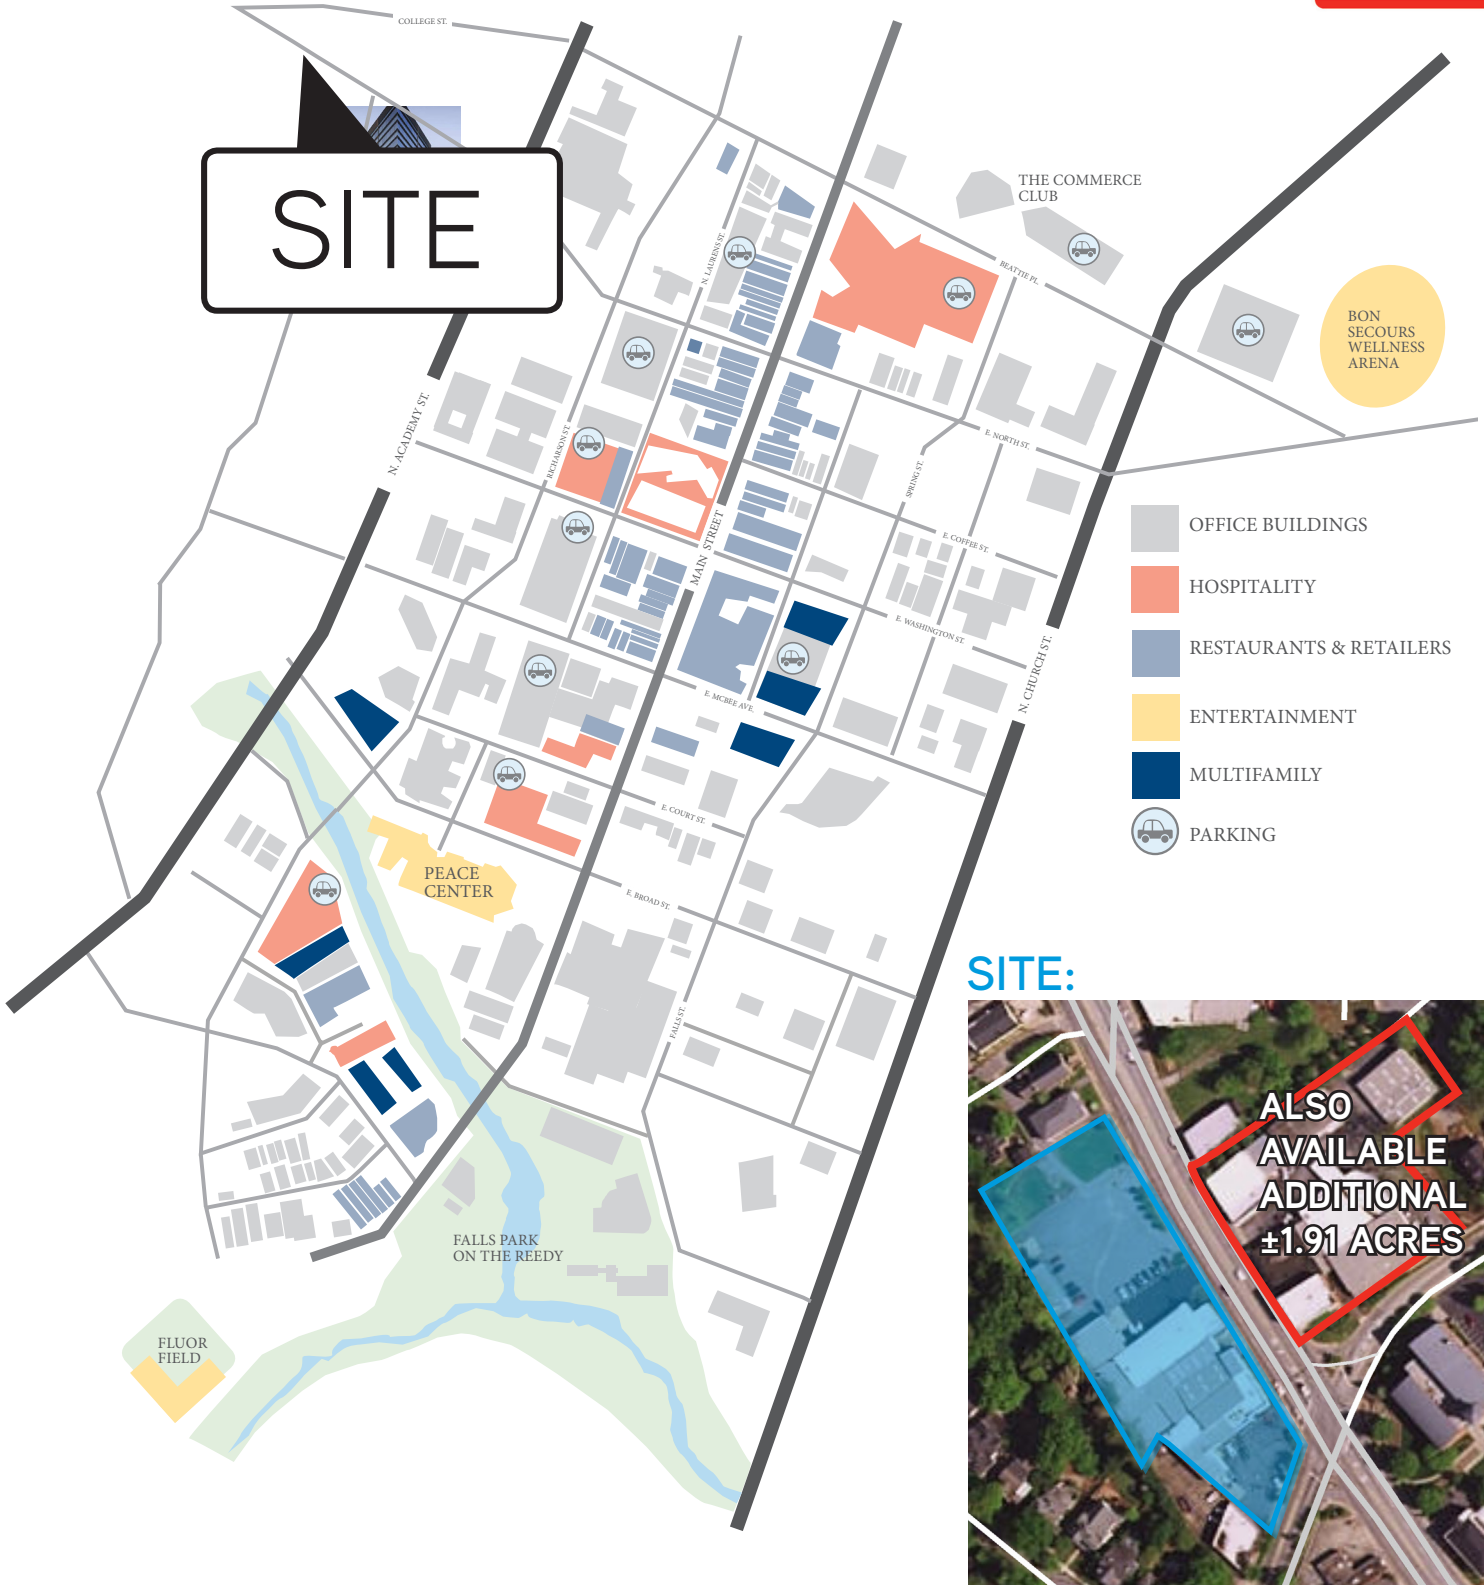 COLLEGE ST.
SITE
THE COMMERCE
CLUB
N. LAURENS ST.
BEATTIE PL.
BON
SECOURS
WELLNESS
ARENA
N. ACADEMY ST.
RICHARSON ST.
E. NORTH ST.
SPRING ST.
MAIN STREET
E. COFFEE ST.
E. WASHINGTON ST.
N. CHURCH ST.
E. MCBEE AVE.
E. COURT ST.
E. BROAD ST.
FALLS ST.
PEACE
CENTER
FALLS PARK
ON THE REEDY
FLUOR
FIELD
OFFICE BUILDINGS
HOSPITALITY
RESTAURANTS & RETAILERS
ENTERTAINMENT
MULTIFAMILY
PARKING
SITE:
ALSO
AVAILABLE
ADDITIONAL
±1.91 ACRES